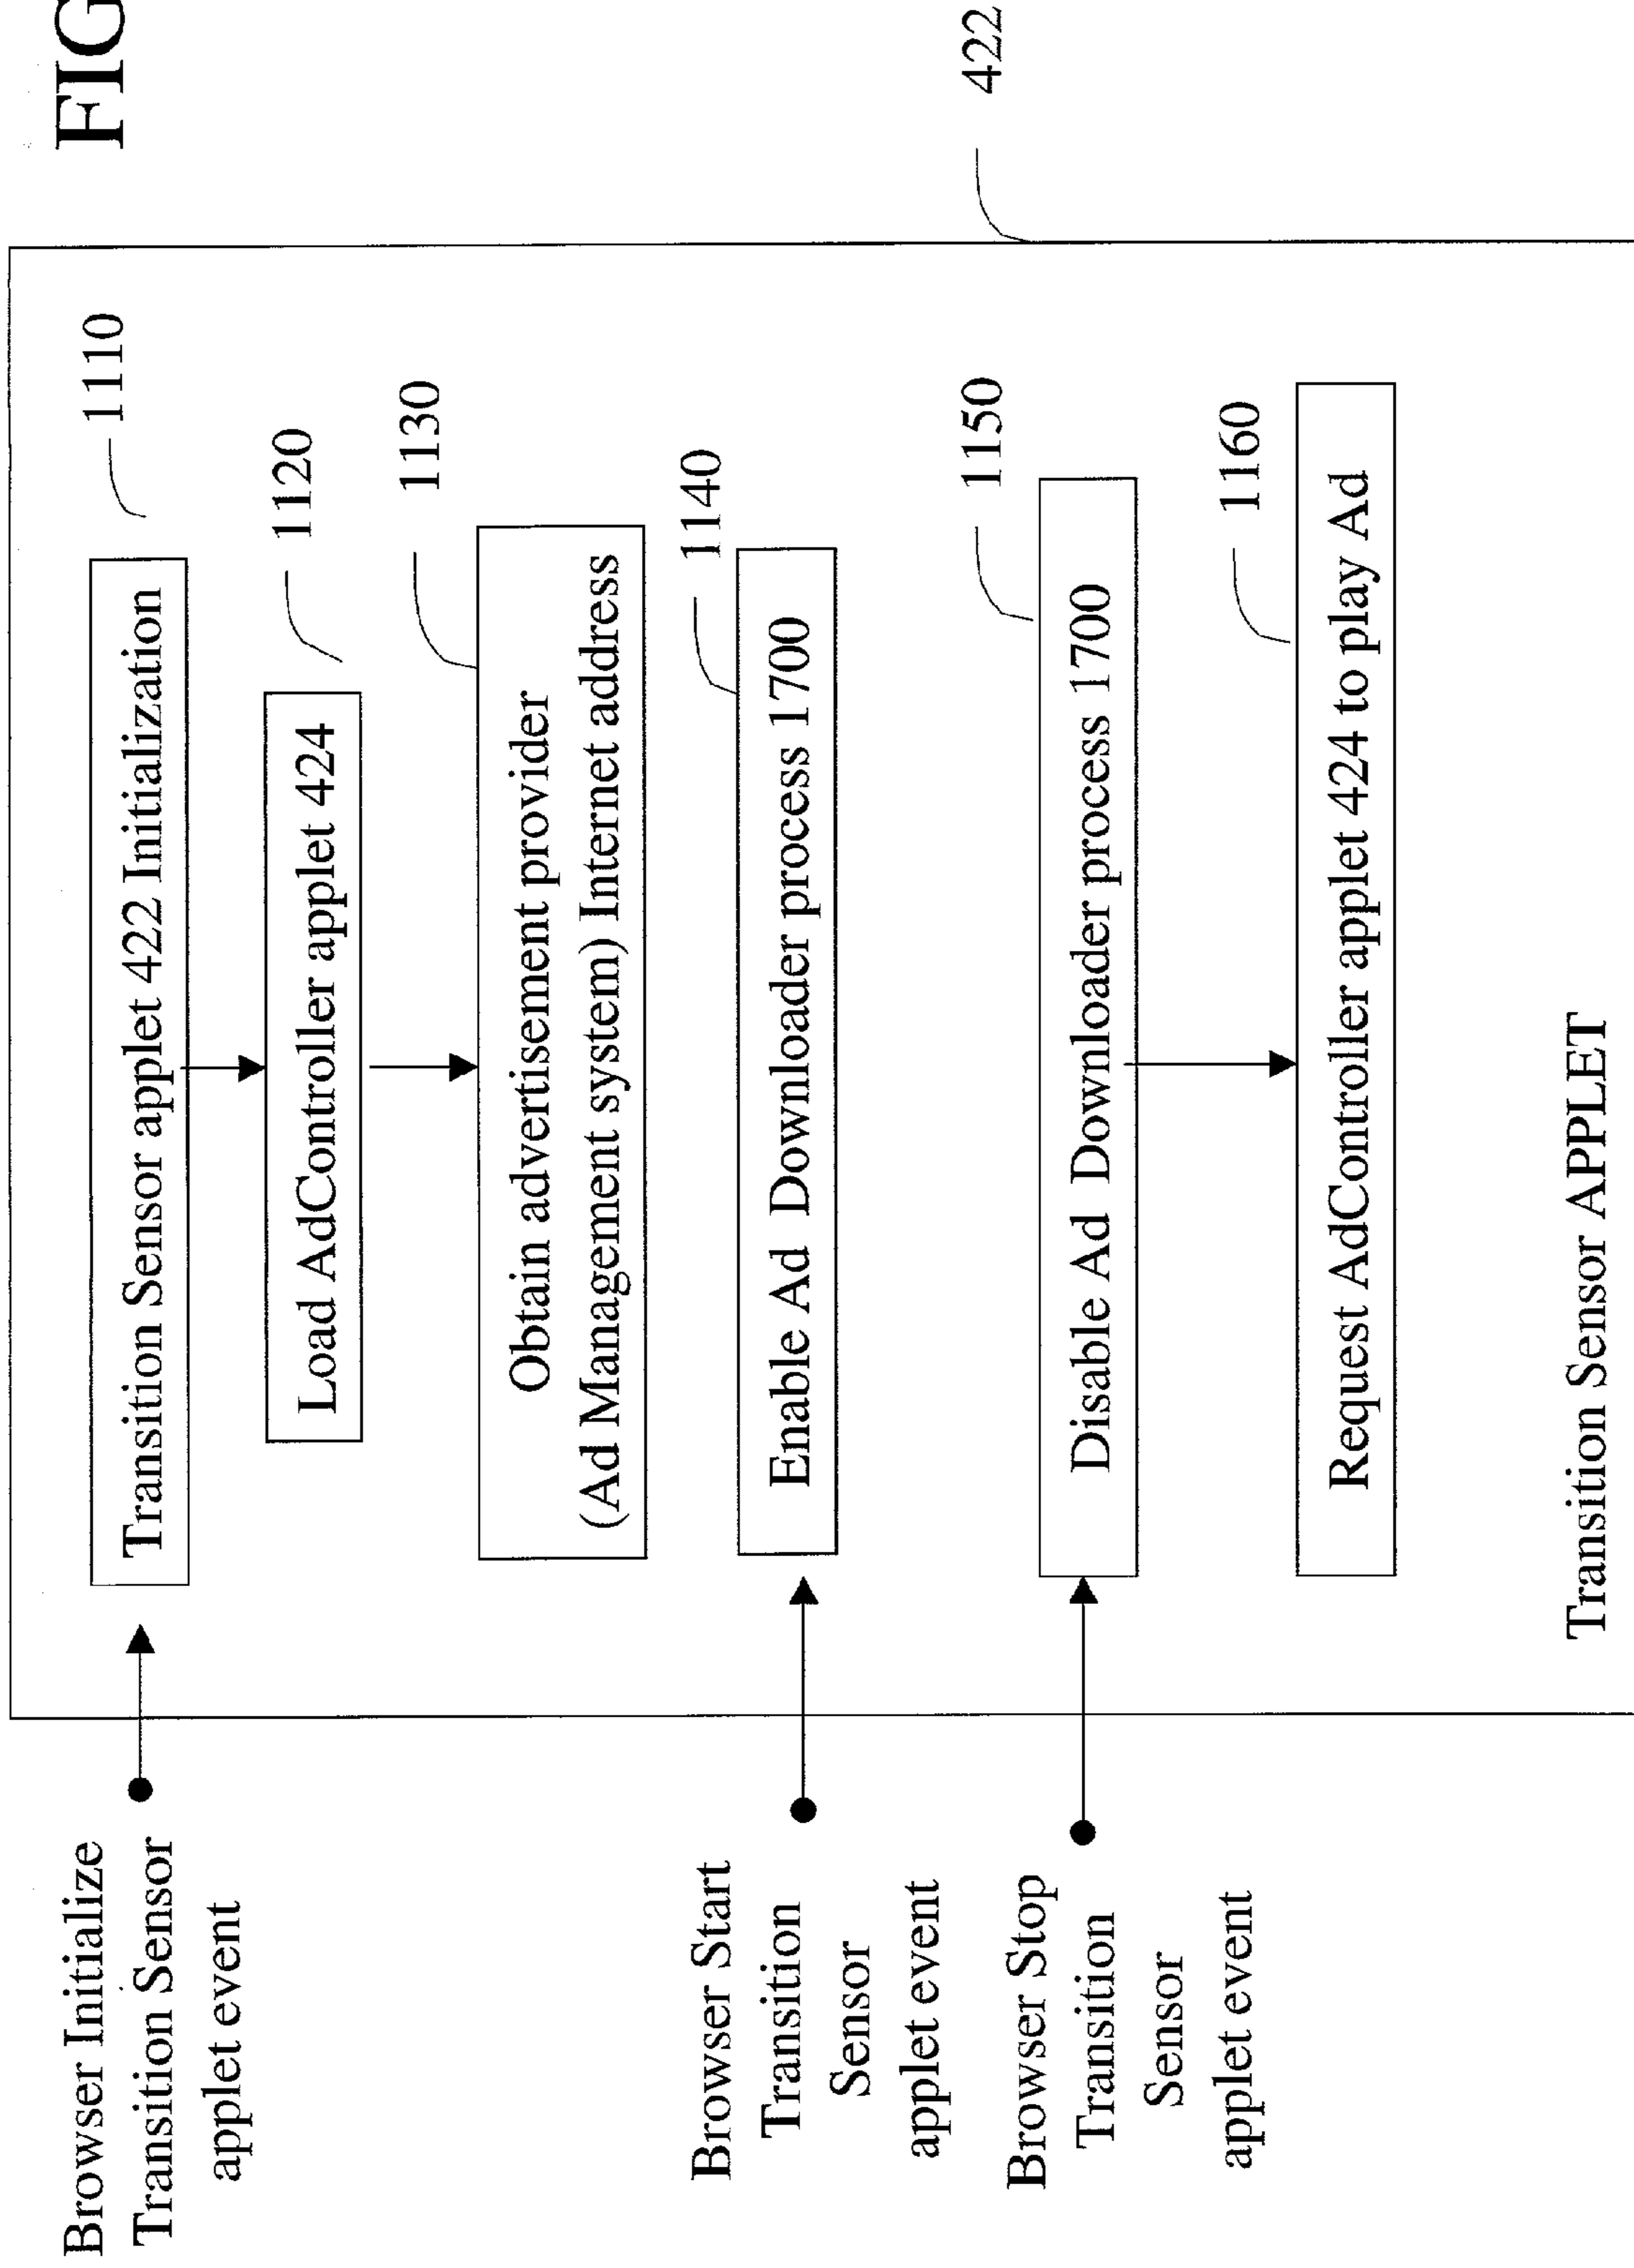 FIG
422
Browser Initialize
Transition Sensor
applet event
1110
Transition Sensor applet 422 Initialization
1120
Load AdController applet 424
1130
Obtain advertisement provider
(Ad Management system) Internet address
Browser Start
Transition
Sensor
applet event
1140
Enable Ad Downloader process 1700
Browser Stop
Transition
Sensor
applet event
1150
Disable Ad Downloader process 1700
1160
Request AdController applet 424 to play Ad
Transition Sensor APPLET